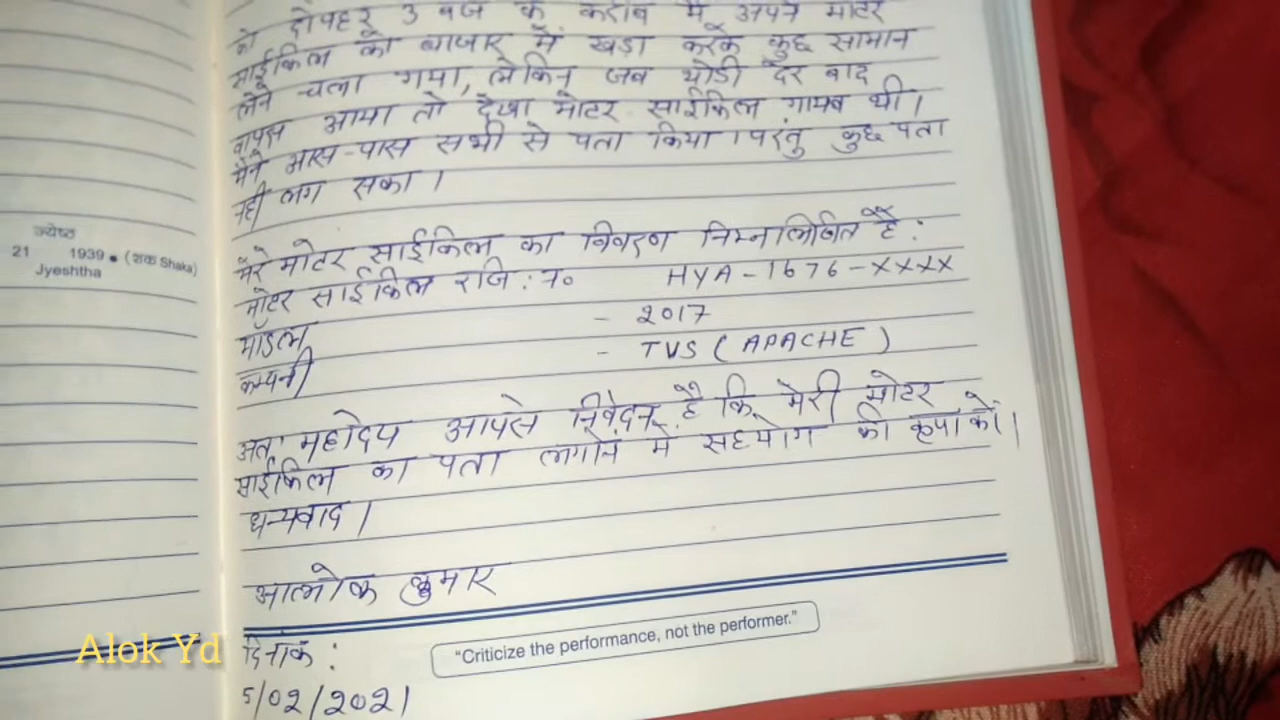 को दोपहर 3 बजे के करीब मैं अपने मोटर
साईकिल को बाजार में खड़ा करके कुछ सामान
लेने चला गया, लेकिन जब थोडी देर बाद
वापस आया तो देखा मोटर साईकिल गायब थी।
मैंने आस-पास सभी से पता किया। परंतु कुछ पता
नही लग सका।
ज्येष्ठ
21 1939 • (शक Shaka)
Jyeshtha
मेरे मोटर साईकिल का विवरण निम्नलिखित है:
मोटर साईकिल रजि: न० HYA-1676-XXXX
मॉडल - 2017
कम्पनी - TVS (APACHE)
अतः महोदय आपसे निवेदन है कि मेरी मोटर
साईकिल का पता लगाने में सहयोग की कृपा करें।
धन्यवाद।
आलोक कुमार
दिनांक:
5/02/2021
"Criticize the performance, not the performer."
Alok Yd